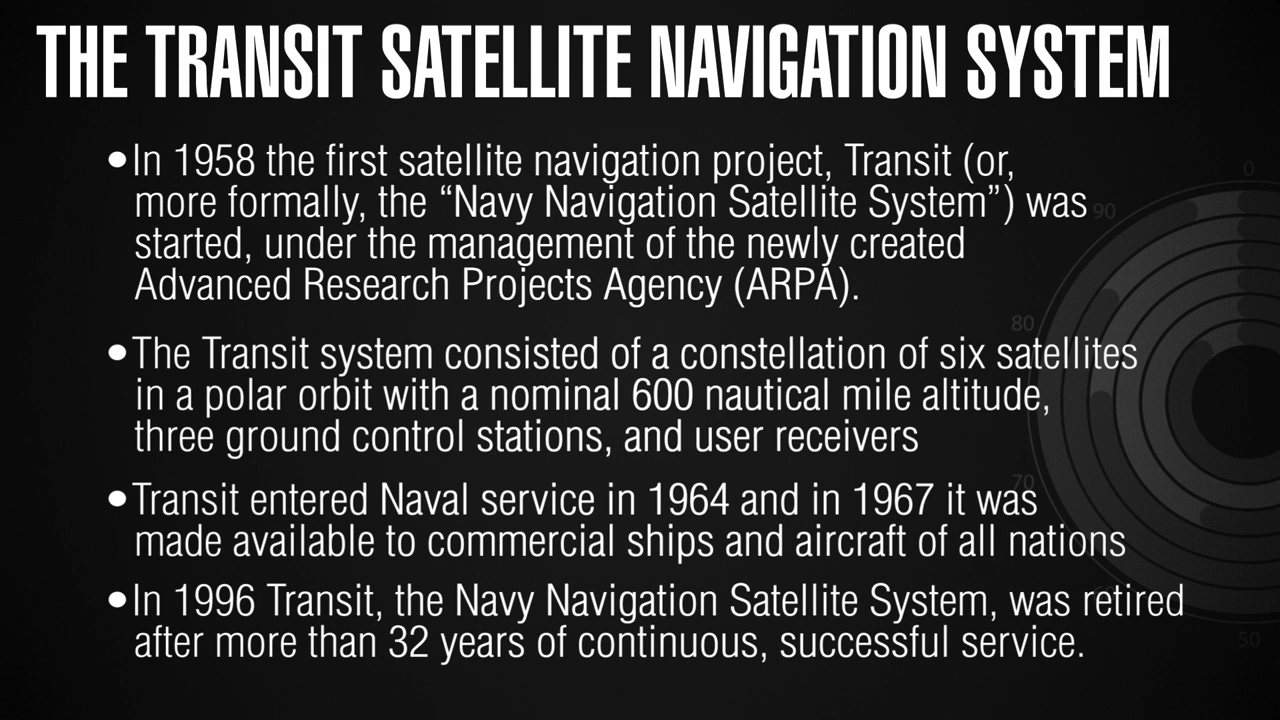 THE TRANSIT SATELLITE NAVIGATION SYSTEM
•In 1958 the first satellite navigation project, Transit (or,
more formally, the “Navy Navigation Satellite System”) was
started, under the management of the newly created
Advanced Research Projects Agency (ARPA).
•The Transit system consisted of a constellation of six satellites
in a polar orbit with a nominal 600 nautical mile altitude,
three ground control stations, and user receivers
•Transit entered Naval service in 1964 and in 1967 it was
made available to commercial ships and aircraft of all nations
•In 1996 Transit, the Navy Navigation Satellite System, was retired
after more than 32 years of continuous, successful service.
0
90
80
70
50